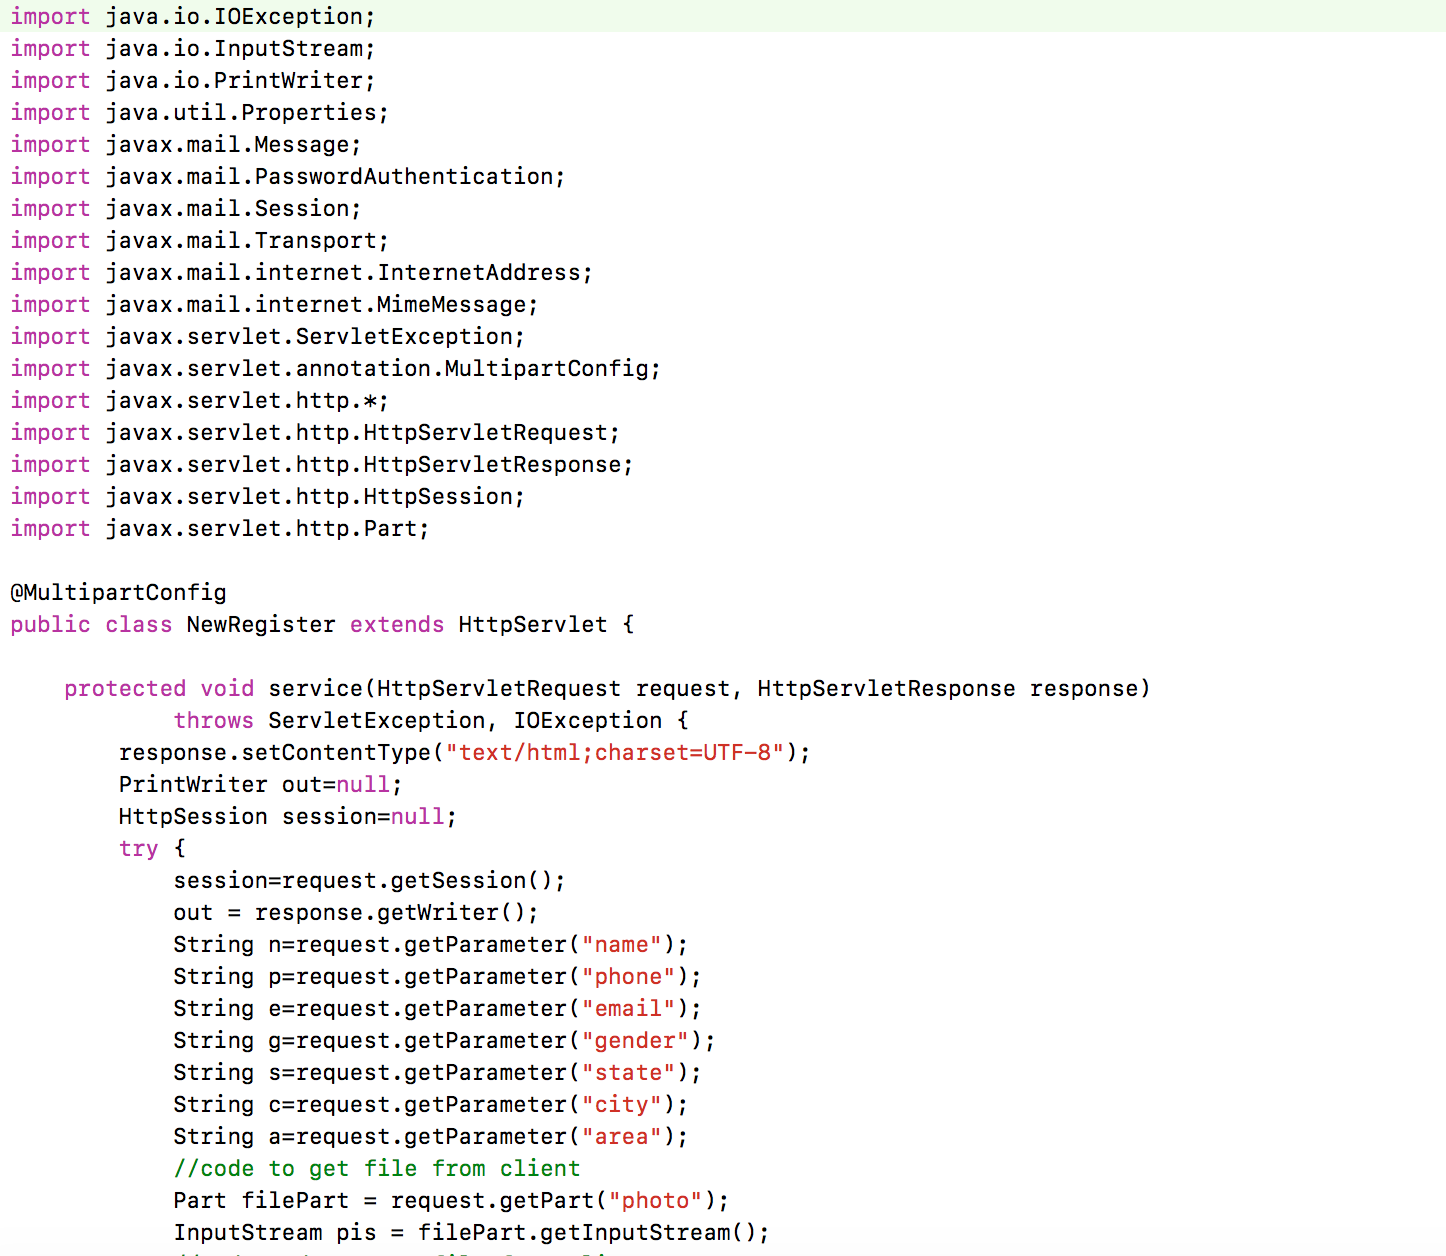 import java.io.IOException;
import java.io.InputStream;
import java.io.PrintWriter;
import java.util.Properties;
import javax.mail.Message;
import javax.mail.PasswordAuthentication;
import javax.mail.Session;
import javax.mail.Transport;
import javax.mail.internet.InternetAddress;
import javax.mail.internet.MimeMessage;
import javax.servlet.ServletException;
import javax.servlet.annotation.MultipartConfig;
import javax.servlet.http.*;
import javax.servlet.http.HttpServletRequest;
import javax.servlet.http.HttpServletResponse;
import javax.servlet.http.HttpSession;
import javax.servlet.http.Part;

@MultipartConfig
public class NewRegister extends HttpServlet {

    protected void service(HttpServletRequest request, HttpServletResponse response)
            throws ServletException, IOException {
        response.setContentType("text/html;charset=UTF-8");
        PrintWriter out=null;
        HttpSession session=null;
        try {
            session=request.getSession();
            out = response.getWriter();
            String n=request.getParameter("name");
            String p=request.getParameter("phone");
            String e=request.getParameter("email");
            String g=request.getParameter("gender");
            String s=request.getParameter("state");
            String c=request.getParameter("city");
            String a=request.getParameter("area");
            //code to get file from client
            Part filePart = request.getPart("photo");
            InputStream pis = filePart.getInputStream();